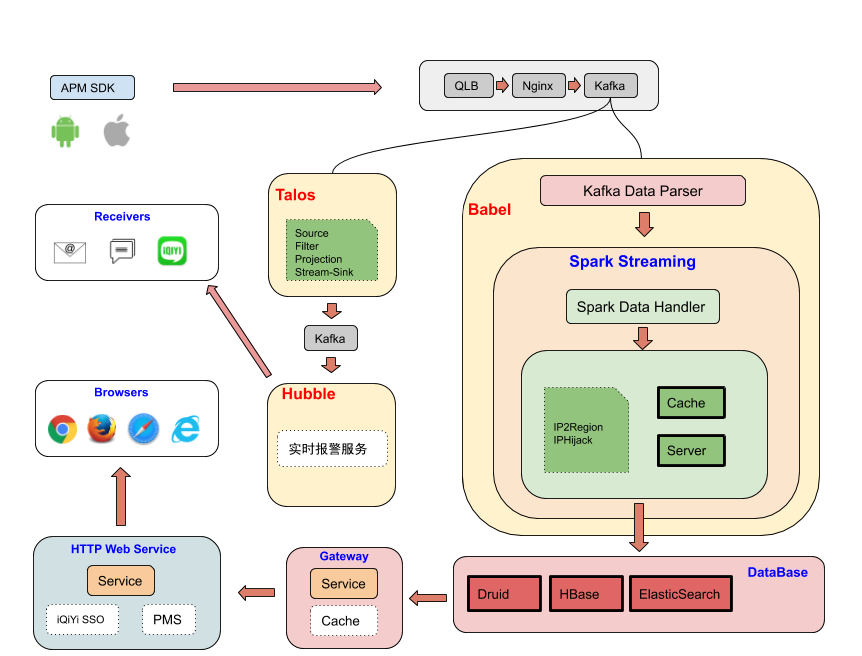 APM SDK
QLB
Nginx
Kafka
Talos
Source
Filter
Projection
Stream-Sink
Kafka
Hubble
实时报警服务
Receivers
@
iQIYI
Browsers
Babel
Kafka Data Parser
Spark Streaming
Spark Data Handler
IP2Region
IPHijack
Cache
Server
DataBase
Druid
HBase
ElasticSearch
Gateway
Service
Cache
HTTP Web Service
Service
iQiYi SSO
PMS